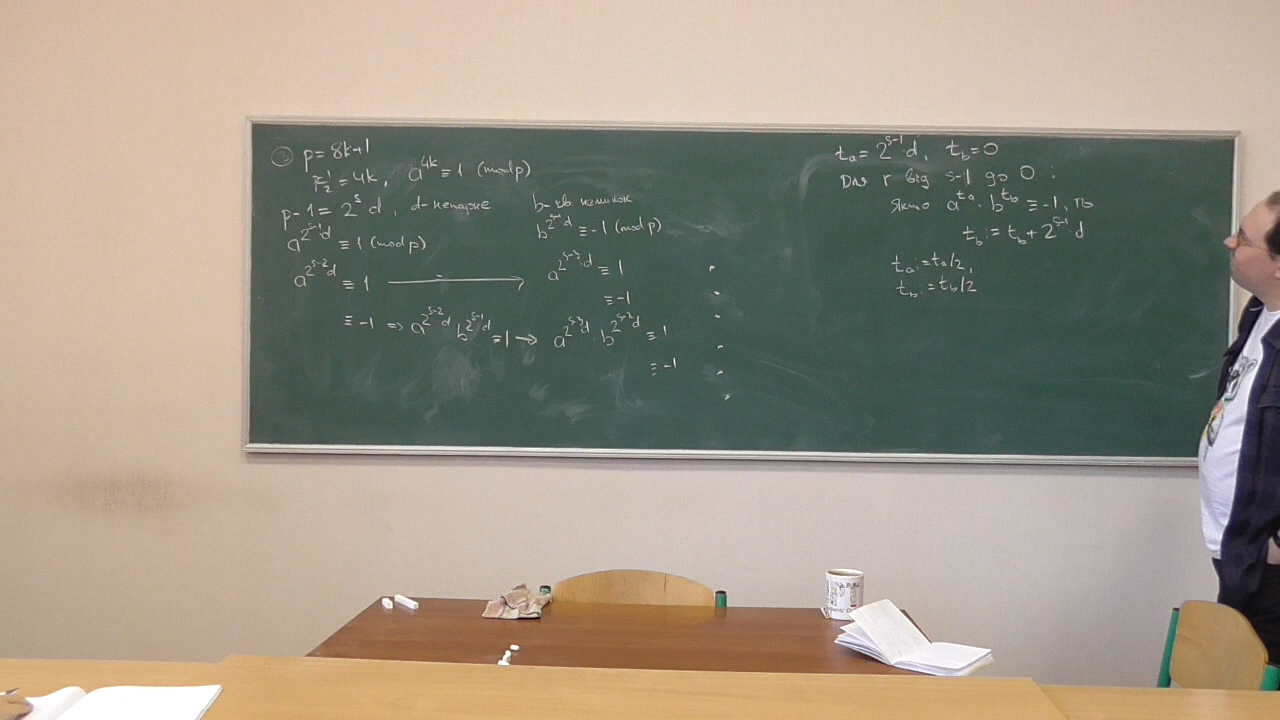 ③ p = 8k+1
(p-1)/2 = 4k, a^{4k} ≡ 1 (mod p)
p-1 = 2^s d, d - непарне
a^{2^{s-1}d} ≡ 1 (mod p)
b - кв нелишок
b^{2^{s-1}d} ≡ -1 (mod p)
a^{2^{s-2}d} ≡ 1 → a^{2^{s-3}d} ≡ 1
≡ -1
≡ -1 ⇒ a^{2^{s-2}d} b^{2^{s-1}d} ≡ 1 → a^{2^{s-3}d} · b^{2^{s-2}d} ≡ 1
≡ -1
t_a = 2^{s-1}·d, t_b = 0
Для r від s-1 до 0 :
Якщо a^{t_a} · b^{t_b} ≡ -1, то
t_b := t_b + 2^{s-1}·d
t_a := t_a/2,
t_b := t_b/2